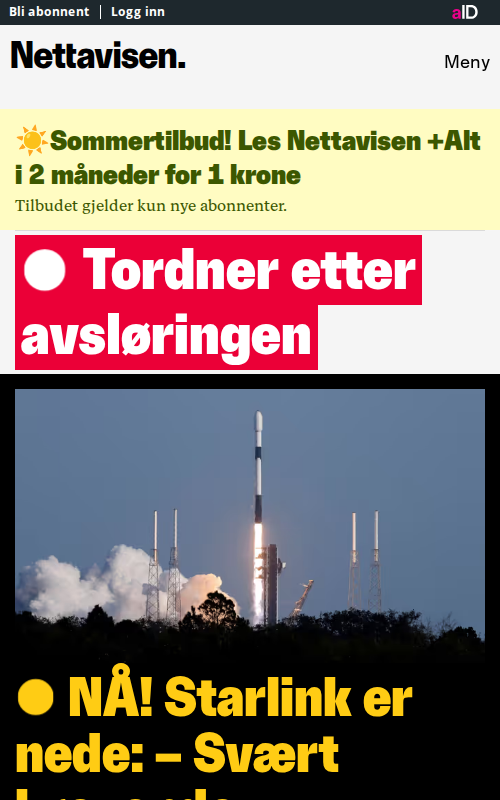 Bli abonnent
Logg inn
aID
Nettavisen.
Meny
Sommertilbud! Les Nettavisen +Alt
i 2 måneder for 1 krone
Tilbudet gjelder kun nye abonnenter.
Tordner etter
avsløringen
NÅ! Starlink er
nede: – Svært